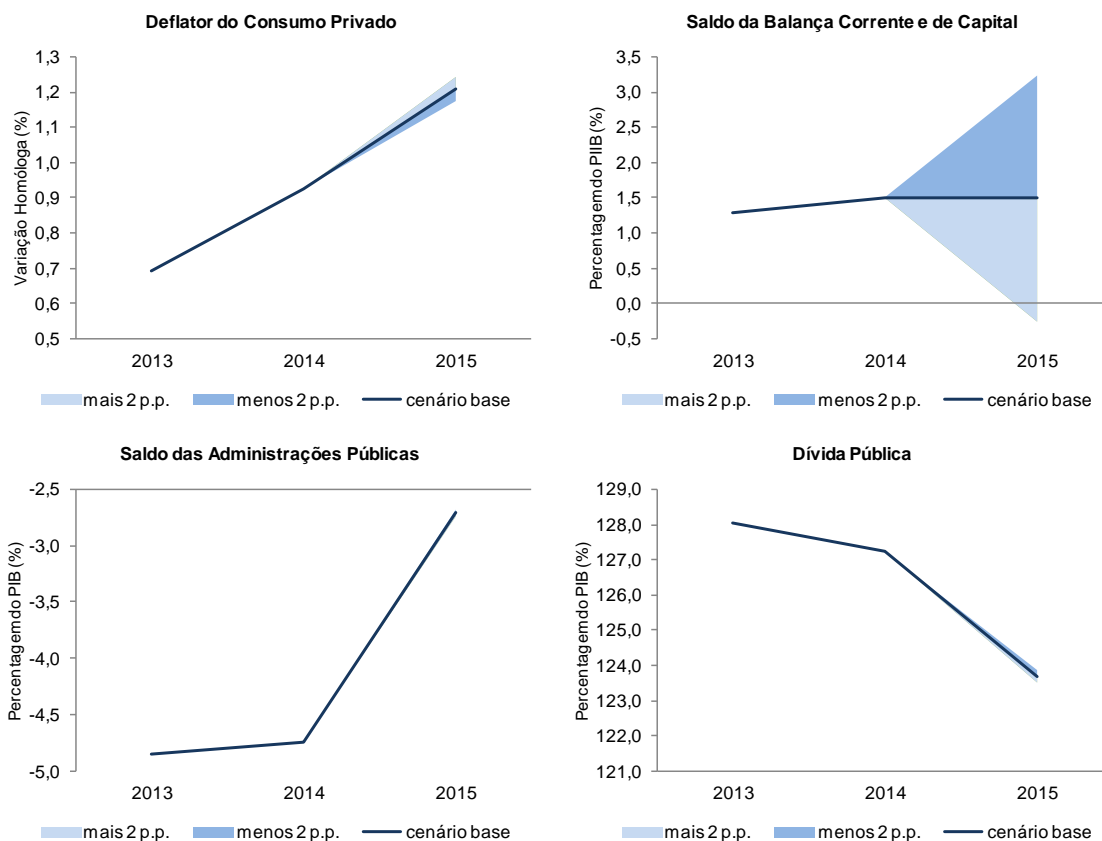 Deflator do Consumo Privado
Variação Homóloga (%)
1,3
1,2
1,1
1,0
0,9
0,8
0,7
0,6
0,5
2013 2014 2015
mais 2 p.p. menos 2 p.p. cenário base
Saldo da Balança Corrente e de Capital
Percentagem do PIIB (%)
3,5
3,0
2,5
2,0
1,5
1,0
0,5
0,0
-0,5
2013 2014 2015
mais 2 p.p. menos 2 p.p. cenário base
Saldo das Administrações Públicas
Percentagem do PIB (%)
-2,5
-3,0
-3,5
-4,0
-4,5
-5,0
2013 2014 2015
mais 2 p.p. menos 2 p.p. cenário base
Dívida Pública
Percentagem do PIB (%)
129,0
128,0
127,0
126,0
125,0
124,0
123,0
122,0
121,0
2013 2014 2015
mais 2 p.p. menos 2 p.p. cenário base